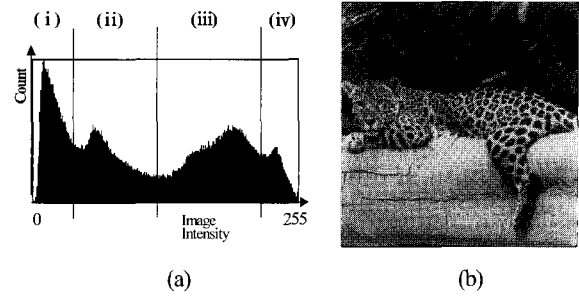 (i) (ii) (iii) (iv)
Count
0 Image 255
Intensity
(a) (b)